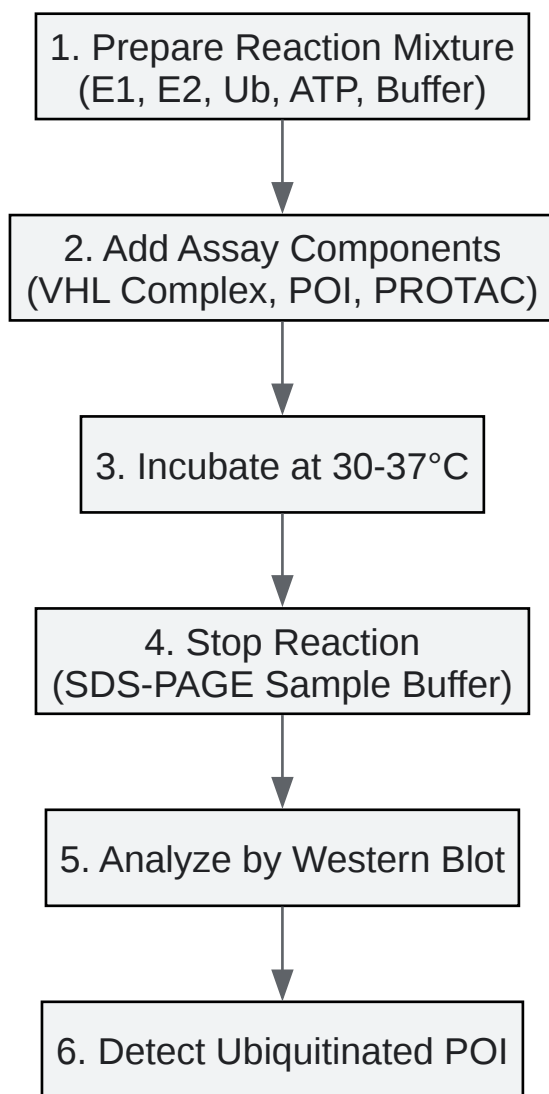 1. Prepare Reaction Mixture
(E1, E2, Ub, ATP, Buffer)
2. Add Assay Components
(VHL Complex, POI, PROTAC)
3. Incubate at 30-37°C
4. Stop Reaction
(SDS-PAGE Sample Buffer)
5. Analyze by Western Blot
6. Detect Ubiquitinated POI